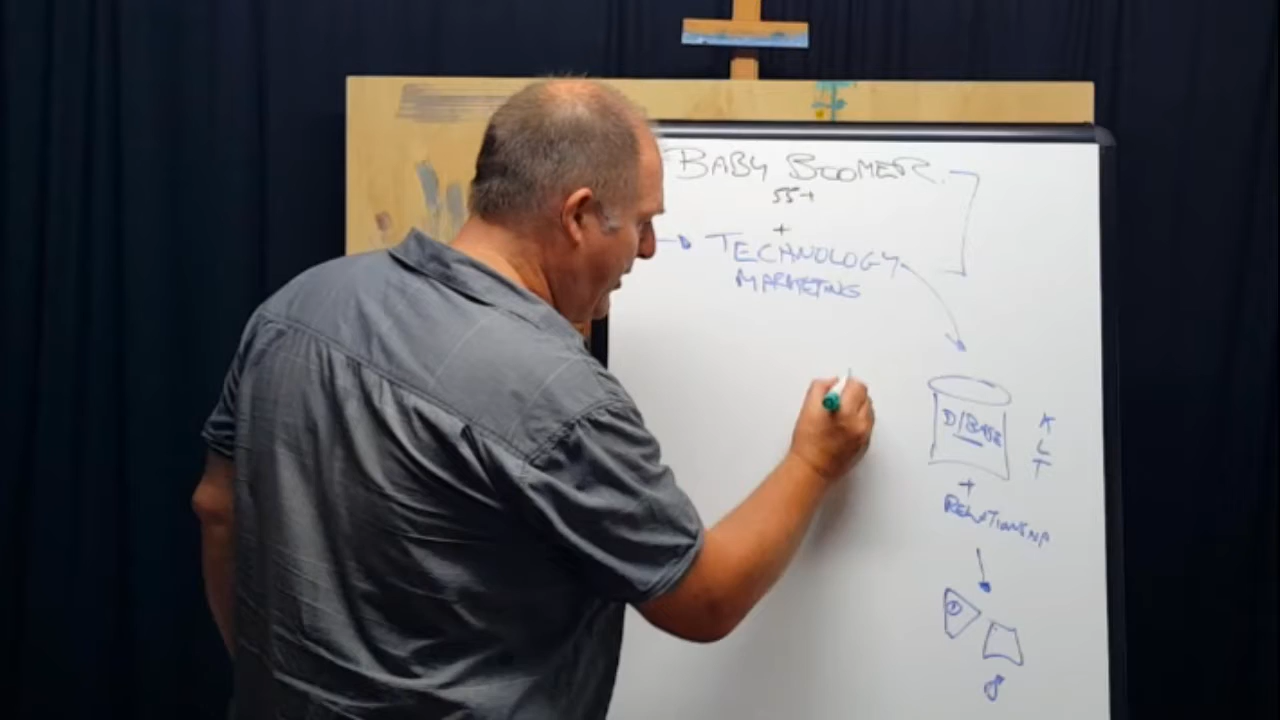 BABY BOOMER.
55+
+
TECHNOLOGY
MARKETING
D/BASE
K
L
T
+
RELATIONSHIP